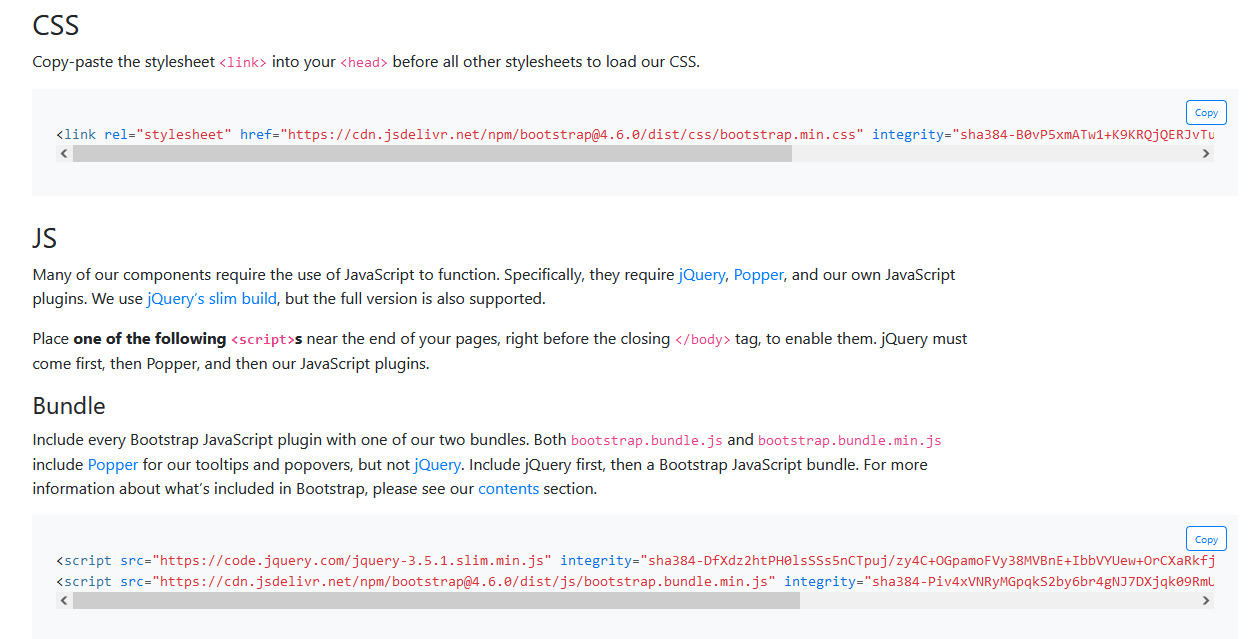 CSS
Copy-paste the stylesheet <link> into your <head> before all other stylesheets to load our CSS.
Copy
<link rel="stylesheet" href="https://cdn.jsdelivr.net/npm/bootstrap@4.6.0/dist/css/bootstrap.min.css" integrity="sha384-B0vP5xmATw1+K9KRQjQERJvTu
JS
Many of our components require the use of JavaScript to function. Specifically, they require jQuery, Popper, and our own JavaScript
plugins. We use jQuery’s slim build, but the full version is also supported.
Place one of the following <script>s near the end of your pages, right before the closing </body> tag, to enable them. jQuery must
come first, then Popper, and then our JavaScript plugins.
Bundle
Include every Bootstrap JavaScript plugin with one of our two bundles. Both bootstrap.bundle.js and bootstrap.bundle.min.js
include Popper for our tooltips and popovers, but not jQuery. Include jQuery first, then a Bootstrap JavaScript bundle. For more
information about what’s included in Bootstrap, please see our contents section.
Copy
<script src="https://code.jquery.com/jquery-3.5.1.slim.min.js" integrity="sha384-DfXdz2htPH0lsSSs5nCTpuj/zy4C+OGpamoFVy38MVBnE+IbbVYUew+OrCXaRkfj
<script src="https://cdn.jsdelivr.net/npm/bootstrap@4.6.0/dist/js/bootstrap.bundle.min.js" integrity="sha384-Piv4xVNRyMGpqkS2by6br4gNJ7DXjqk09RmU